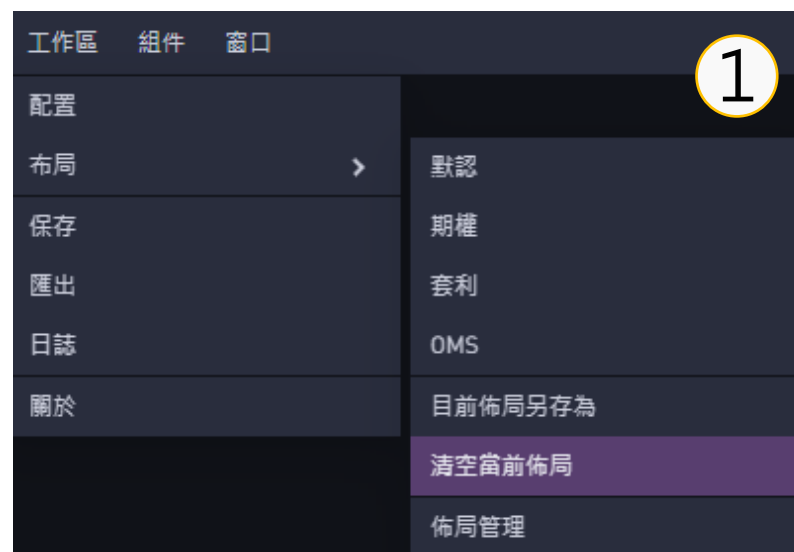 工作區 組件 窗口
1
配置
布局
保存
匯出
日誌
關於
默認
期權
套利
OMS
目前佈局另存為
清空當前佈局
佈局管理